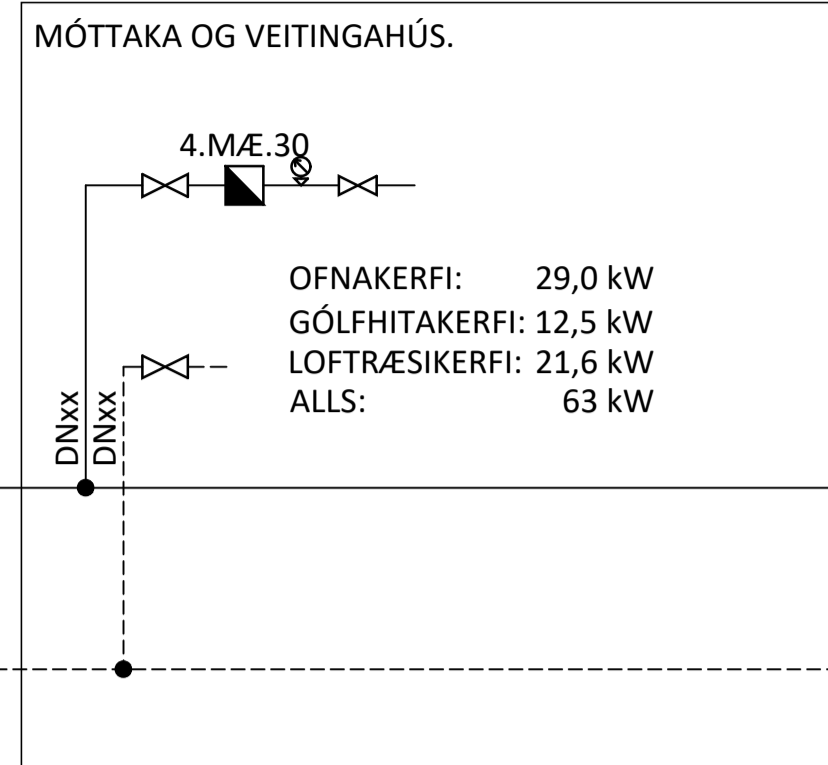 MÓTTAKA OG VEITINGAHÚS.
4.MÆ.30
OFNAKERFI: 29,0 kW
GÓLFHITAKERFI: 12,5 kW
LOFTRÆSIKERFI: 21,6 kW
ALLS: 63 kW
DNxx
DNxx